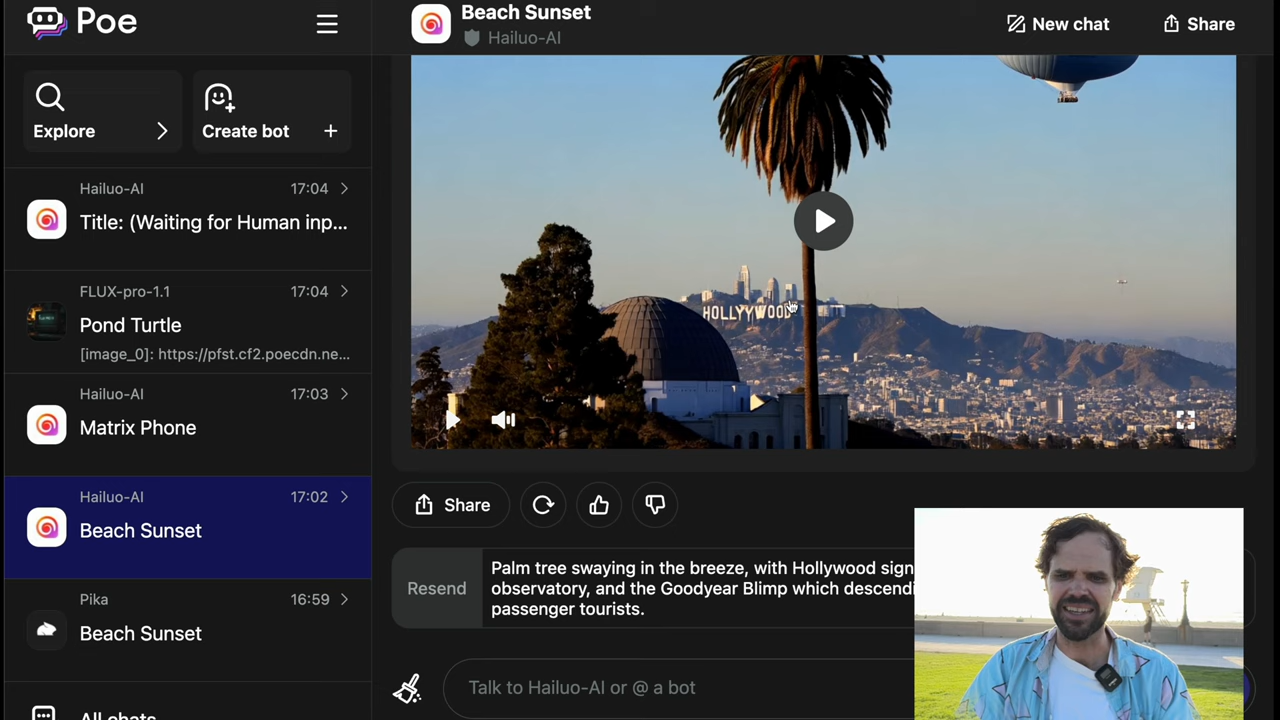 Poe
Explore
Create bot
Hailuo-AI 17:04
Title: (Waiting for Human inp...
FLUX-pro-1.1 17:04
Pond Turtle
[image_0]: https://pfst.cf2.poecdn.ne...
Hailuo-AI 17:03
Matrix Phone
Hailuo-AI 17:02
Beach Sunset
Pika 16:59
Beach Sunset
All chats
Beach Sunset
Hailuo-AI
New chat
Share
HOLLYYWOOD
Share
Resend
Palm tree swaying in the breeze, with Hollywood sign
observatory, and the Goodyear Blimp which descendi
passenger tourists.
Talk to Hailuo-AI or @ a bot